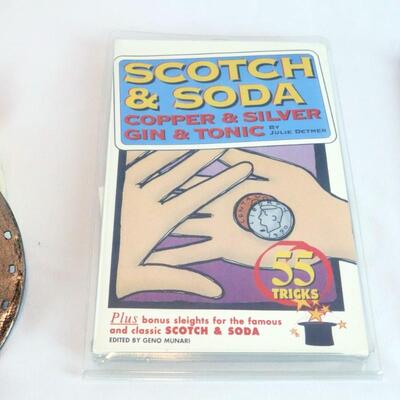 SCOTCH
& SODA
COPPER & SILVER
GIN & TONIC BY JULIE DETMER
55
TRICKS
Plus bonus sleights for the famous
and classic SCOTCH & SODA
EDITED BY GENO MUNARI